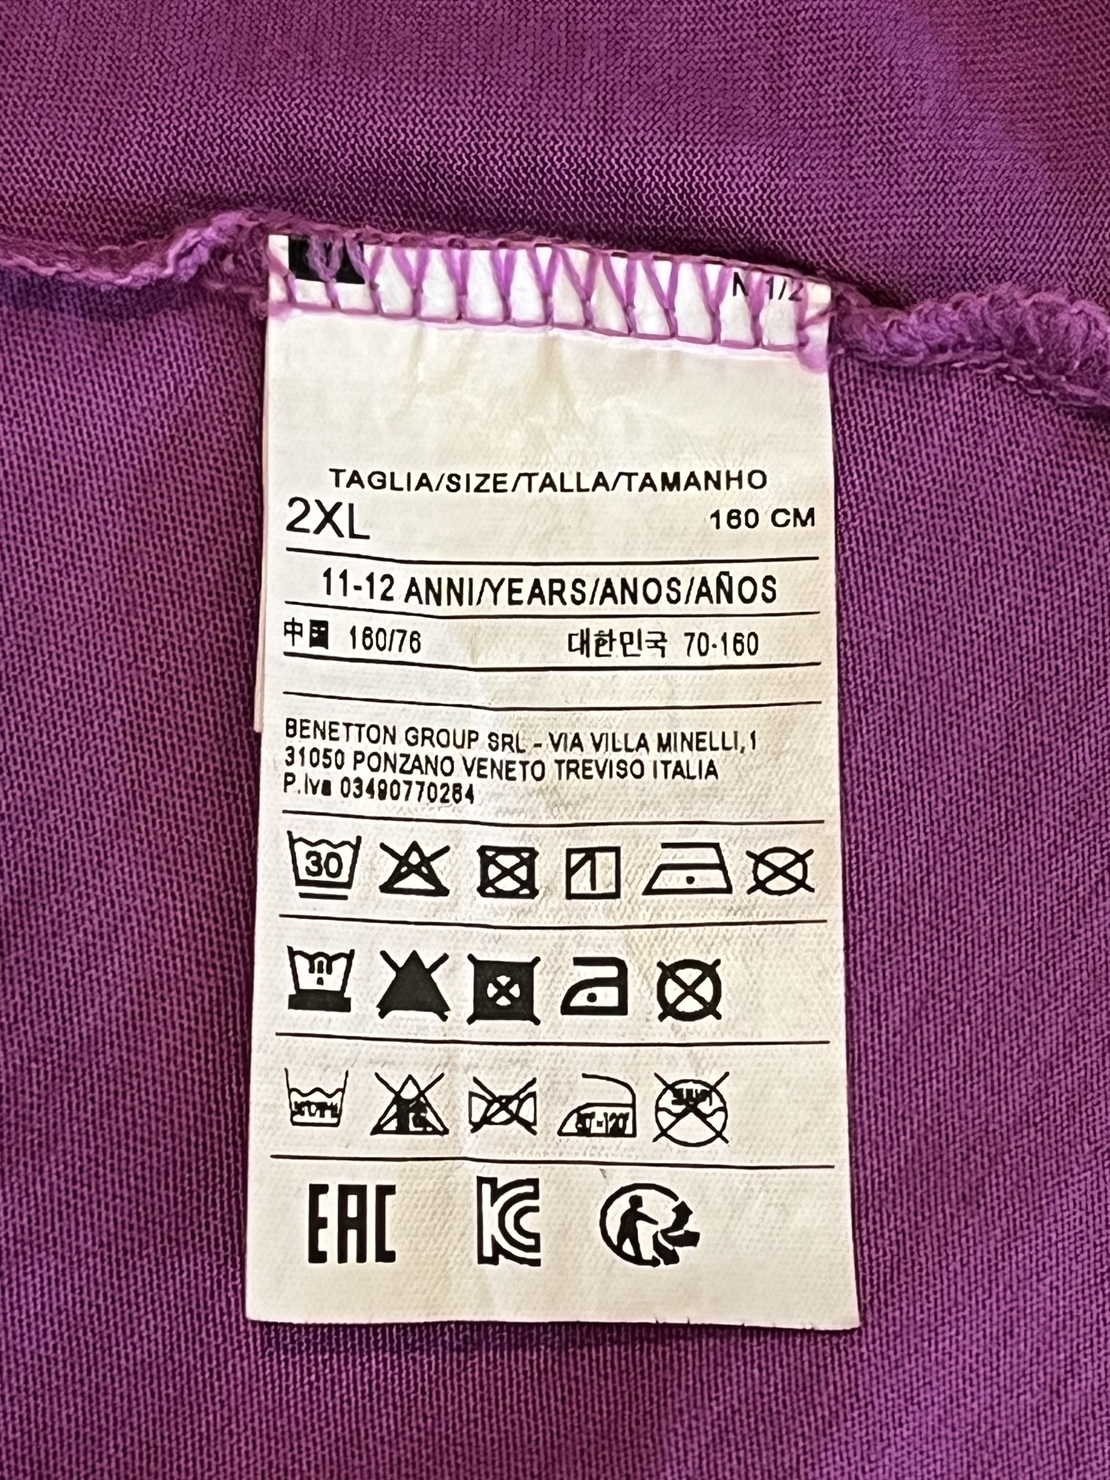 N 1/2
TAGLIA/SIZE/TALLA/TAMANHO
2XL 160 CM
11-12 ANNI/YEARS/ANOS/AÑOS
中国 160/76 대한민국 70-160
BENETTON GROUP SRL - VIA VILLA MINELLI,1
31050 PONZANO VENETO TREVISO ITALIA
P.Iva 03490770264
30
EAC KC